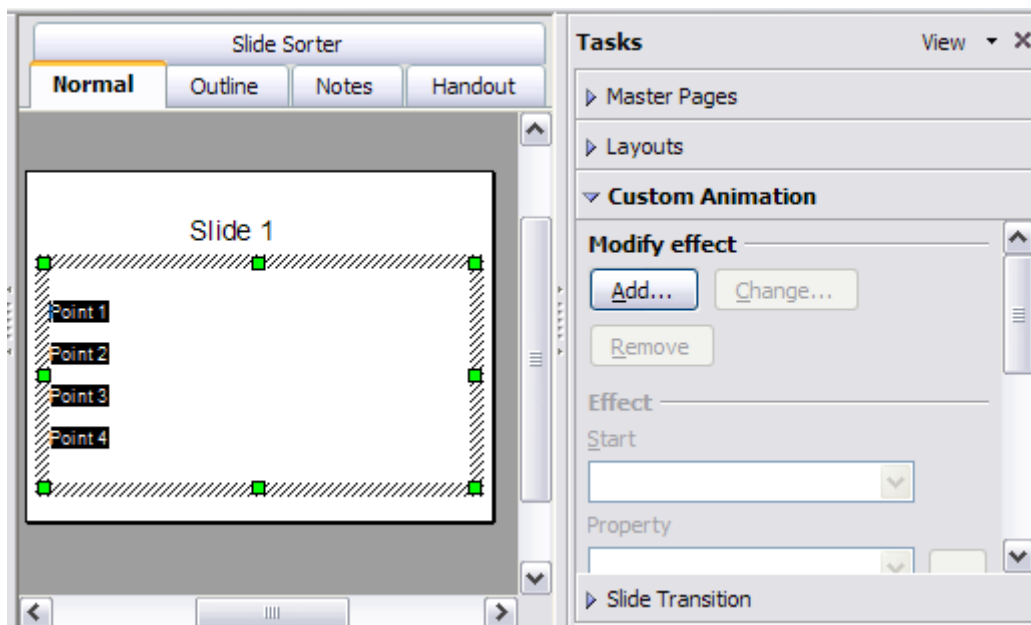 Slide Sorter
Normal Outline Notes Handout
Slide 1
Point 1
Point 2
Point 3
Point 4
Tasks View
Master Pages
Layouts
Custom Animation
Modify effect
Add... Change...
Remove
Effect
Start
Property
Slide Transition